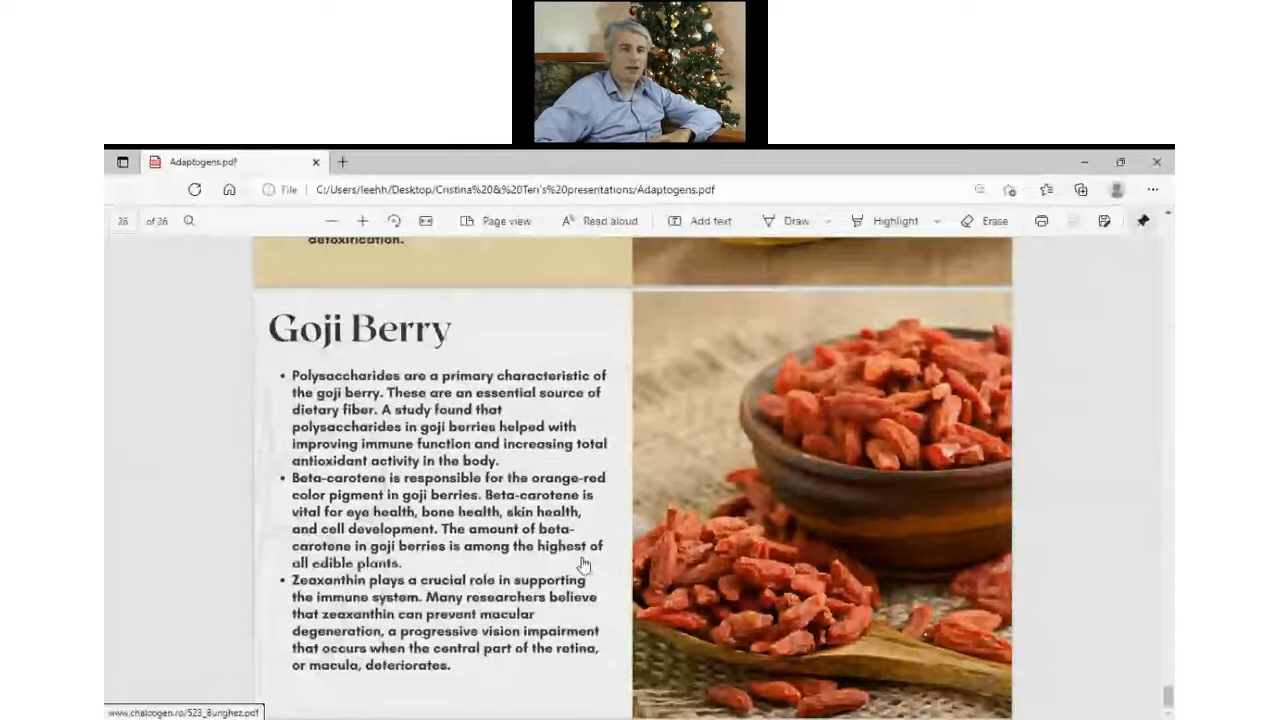 Adaptogens.pdf
File
C:/Users/leehh/Desktop/Cristina%20&%20Teri's%20presentations/Adaptogens.pdf
26 of 26
Page view
Read aloud
Add text
Draw
Highlight
Erase
detoxification.
Goji Berry
• Polysaccharides are a primary characteristic of
the goji berry. These are an essential source of
dietary fiber. A study found that
polysaccharides in goji berries helped with
improving immune function and increasing total
antioxidant activity in the body.
• Beta-carotene is responsible for the orange-red
color pigment in goji berries. Beta-carotene is
vital for eye health, bone health, skin health,
and cell development. The amount of beta-
carotene in goji berries is among the highest of
all edible plants.
• Zeaxanthin plays a crucial role in supporting
the immune system. Many researchers believe
that zeaxanthin can prevent macular
degeneration, a progressive vision impairment
that occurs when the central part of the retina,
or macula, deteriorates.
www.chalcogen.ro/523_Bunghez.pdf